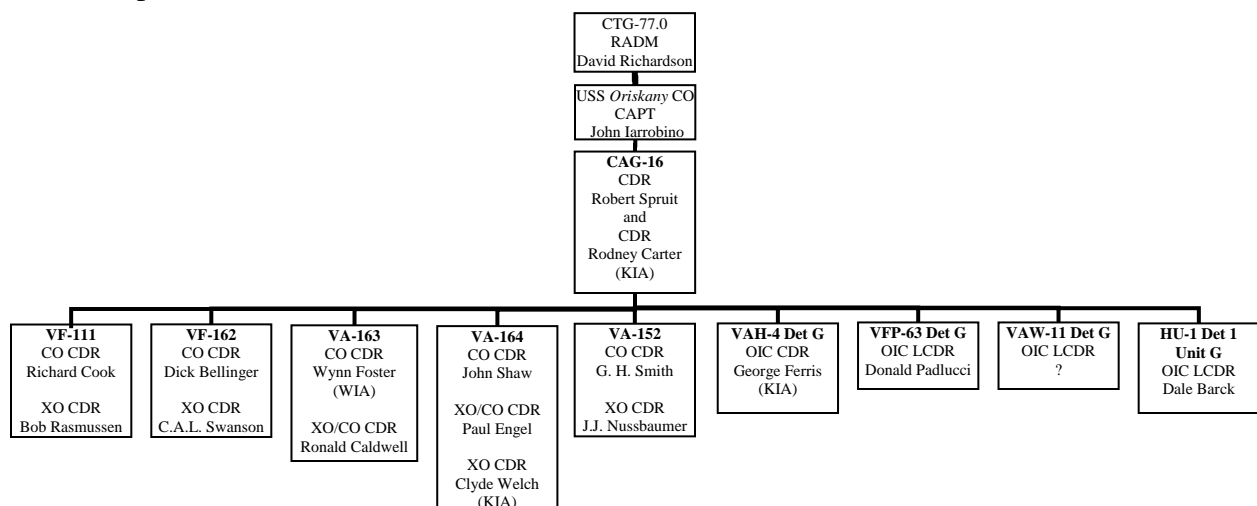 CTG-77.0
RADM
David Richardson
USS Oriskany CO
CAPT
John Iarrobino
CAG-16
CDR
Robert Spruit
and
CDR
Rodney Carter
(KIA)
VF-111
CO CDR
Richard Cook
XO CDR
Bob Rasmussen
VF-162
CO CDR
Dick Bellinger
XO CDR
C.A.L. Swanson
VA-163
CO CDR
Wynn Foster
(WIA)
XO/CO CDR
Ronald Caldwell
VA-164
CO CDR
John Shaw
XO/CO CDR
Paul Engel
XO CDR
Clyde Welch
(KIA)
VA-152
CO CDR
G. H. Smith
XO CDR
J.J. Nussbaumer
VAH-4 Det G
OIC CDR
George Ferris
(KIA)
VFP-63 Det G
OIC LCDR
Donald Padlucci
VAW-11 Det G
OIC LCDR
?
HU-1 Det 1
Unit G
OIC LCDR
Dale Barck